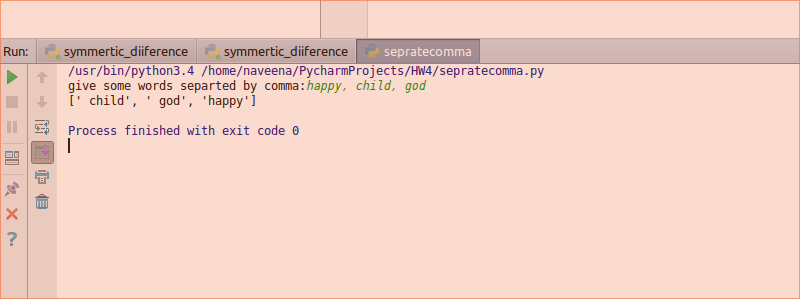 Run: symmertic_diiference symmertic_diiference sepratecomma
/usr/bin/python3.4 /home/naveena/PycharmProjects/HW4/sepratecomma.py
give some words separted by comma:happy, child, god
[' child', ' god', 'happy']
Process finished with exit code 0
?